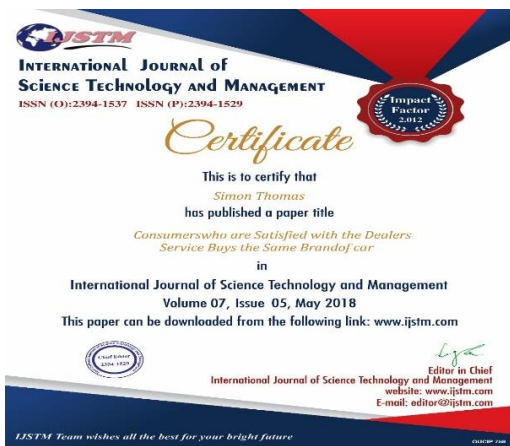 IJSTM
INTERNATIONAL JOURNAL OF
SCIENCE TECHNOLOGY AND MANAGEMENT
ISSN (O):2394-1537 ISSN (P):2394-1529
Impact
Factor
2.012
Certificate
This is to certify that
Simon Thomas
has published a paper title
Consumerswho are Satisfied with the Dealers
Service Buys the Same Brandof car
in
International Journal of Science Technology and Management
Volume 07, Issue 05, May 2018
This paper can be downloaded from the following link: www.ijstm.com
Chief Editor
2394-1529
Editor in Chief
International Journal of Science Technology and Management
website: www.ijstm.com
E-mail: editor@ijstm.com
IJSTM Team wishes all the best for your bright future